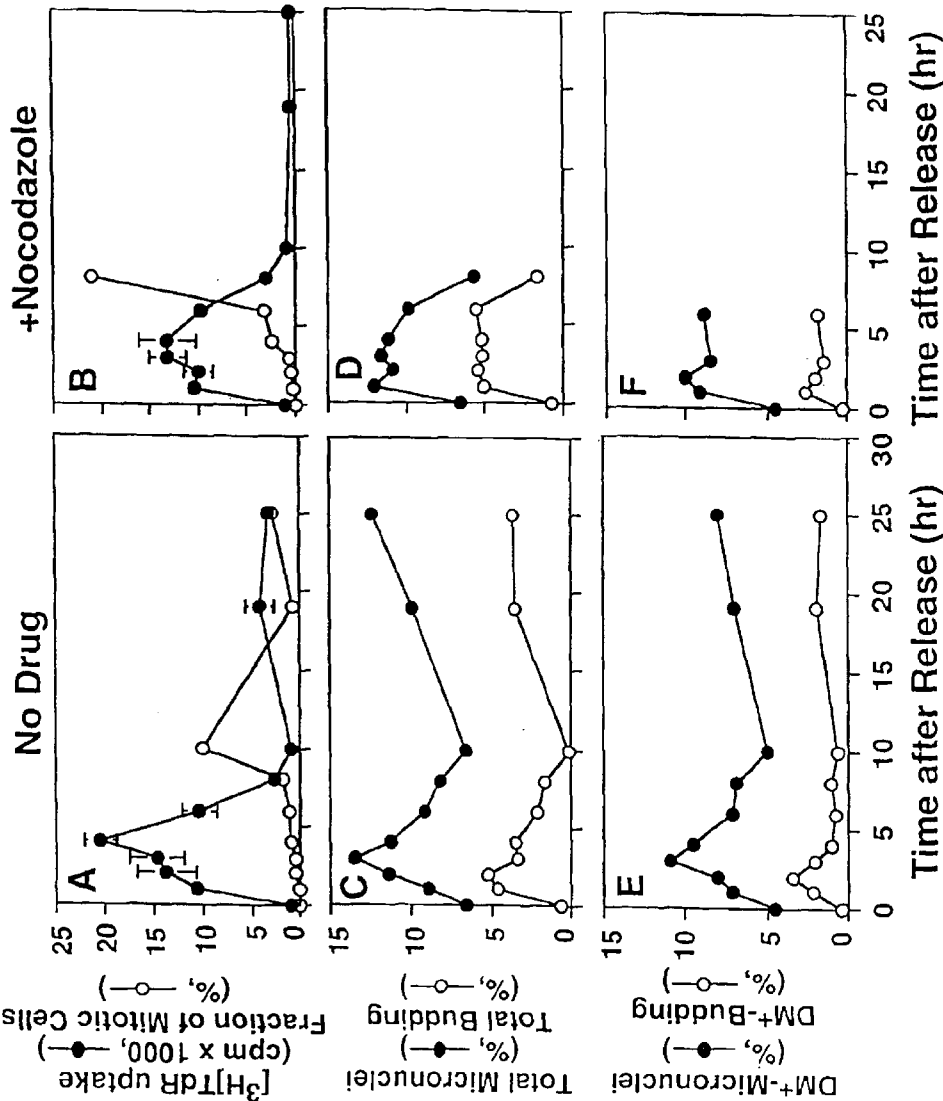 No Drug
+Nocodazole
[³H]TdR uptake
(cpm x 1000, —●—)
Fraction of Mitotic Cells
(%, —○—)
25
20
15
10
5
0
A
B
Total Micronuclei
(%, —●—)
Total Budding
(%, —○—)
15
10
5
0
C
D
DM⁺-Micronuclei
(%, —●—)
DM⁺-Budding
(%, —○—)
15
10
5
0
E
F
0 5 10 15 20 25 30
0 5 10 15 20 25
Time after Release (hr)
Time after Release (hr)